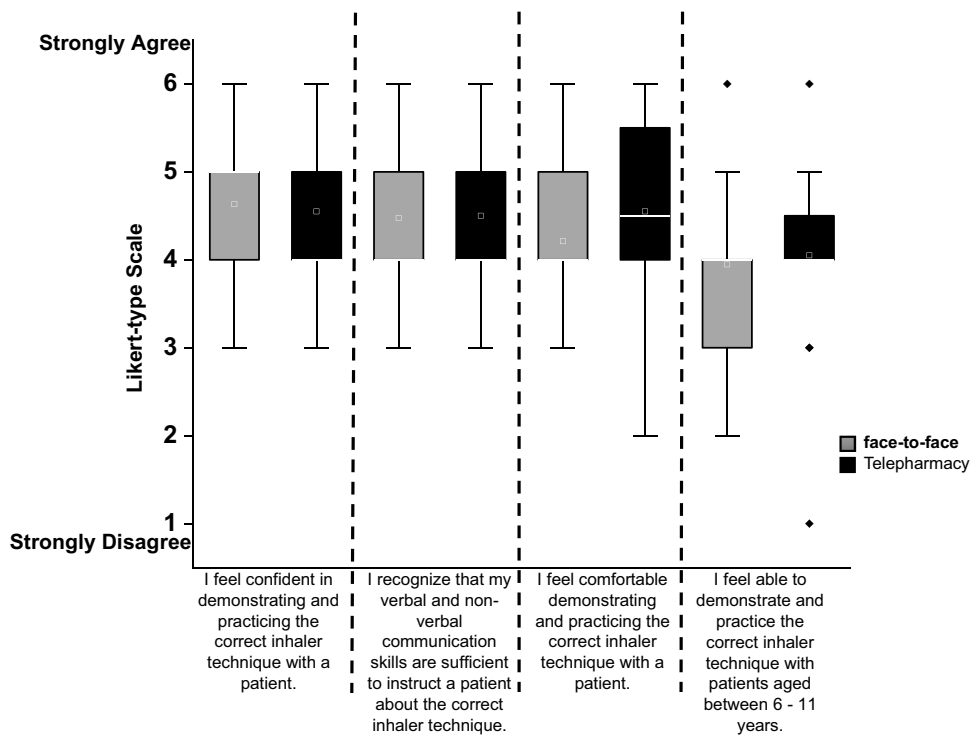 Strongly Agree
6
5
4
3
2
1
Strongly Disagree
Likert-type Scale
face-to-face
Telepharmacy
I feel confident in
demonstrating and
practicing the
correct inhaler
technique with a
patient.
I recognize that my
verbal and non-
verbal
communication
skills are sufficient
to instruct a patient
about the correct
inhaler technique.
I feel comfortable
demonstrating
and practicing the
correct inhaler
technique with a
patient.
I feel able to
demonstrate and
practice the
correct inhaler
technique with
patients aged
between 6 - 11
years.